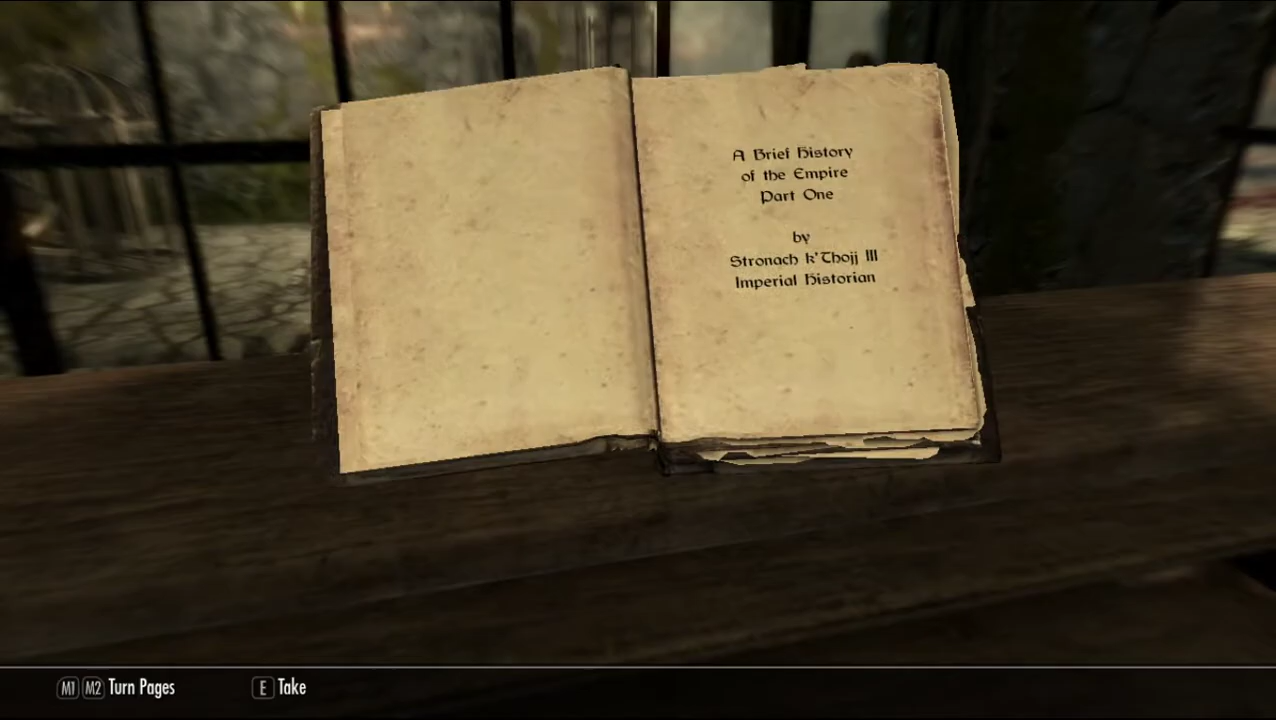 A Brief History
of the Empire
Part One
by
Stronach k'Thojj III
Imperial Historian
M1 M2 Turn Pages
E Take